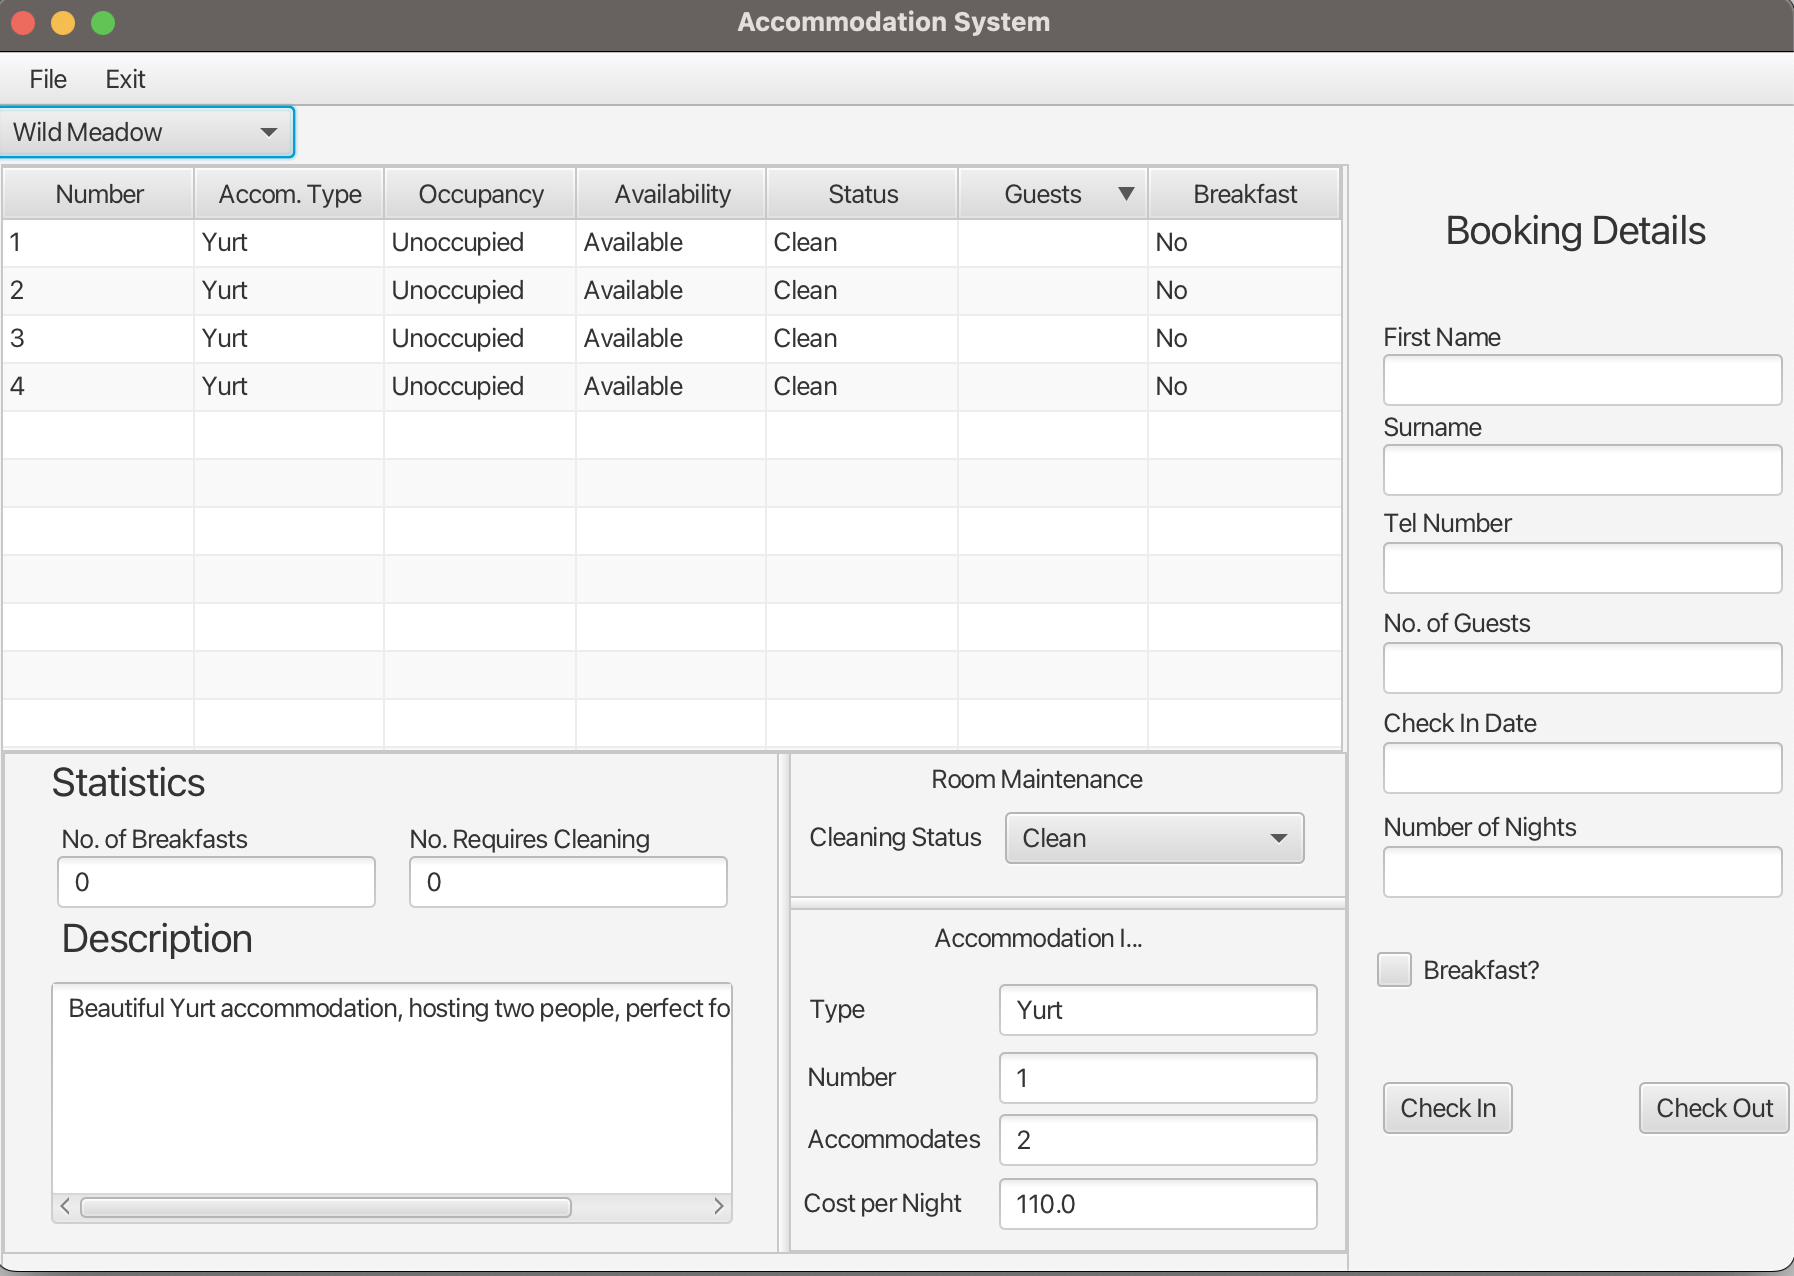 Accommodation System
File Exit
Wild Meadow
Number Accom. Type Occupancy Availability Status Guests Breakfast
1 Yurt Unoccupied Available Clean No
2 Yurt Unoccupied Available Clean No
3 Yurt Unoccupied Available Clean No
4 Yurt Unoccupied Available Clean No
Statistics
No. of Breakfasts No. Requires Cleaning
0 0
Description
Beautiful Yurt accommodation, hosting two people, perfect fo
Room Maintenance
Cleaning Status Clean
Accommodation I...
Type Yurt
Number 1
Accommodates 2
Cost per Night 110.0
Booking Details
First Name
Surname
Tel Number
No. of Guests
Check In Date
Number of Nights
Breakfast?
Check In Check Out